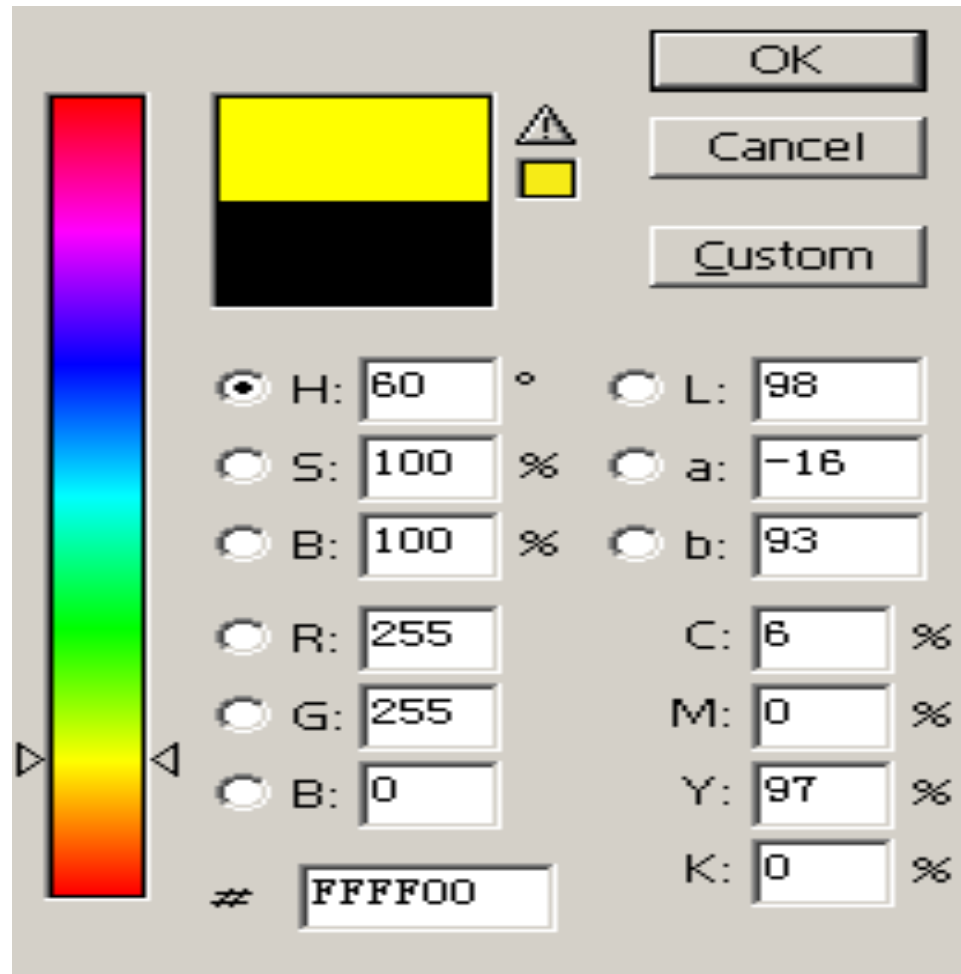 OK
Cancel
Custom
H: 60 ° L: 98
S: 100 % a: -16
B: 100 % b: 93
R: 255 C: 6 %
G: 255 M: 0 %
B: 0 Y: 97 %
K: 0 %
# FFFF00